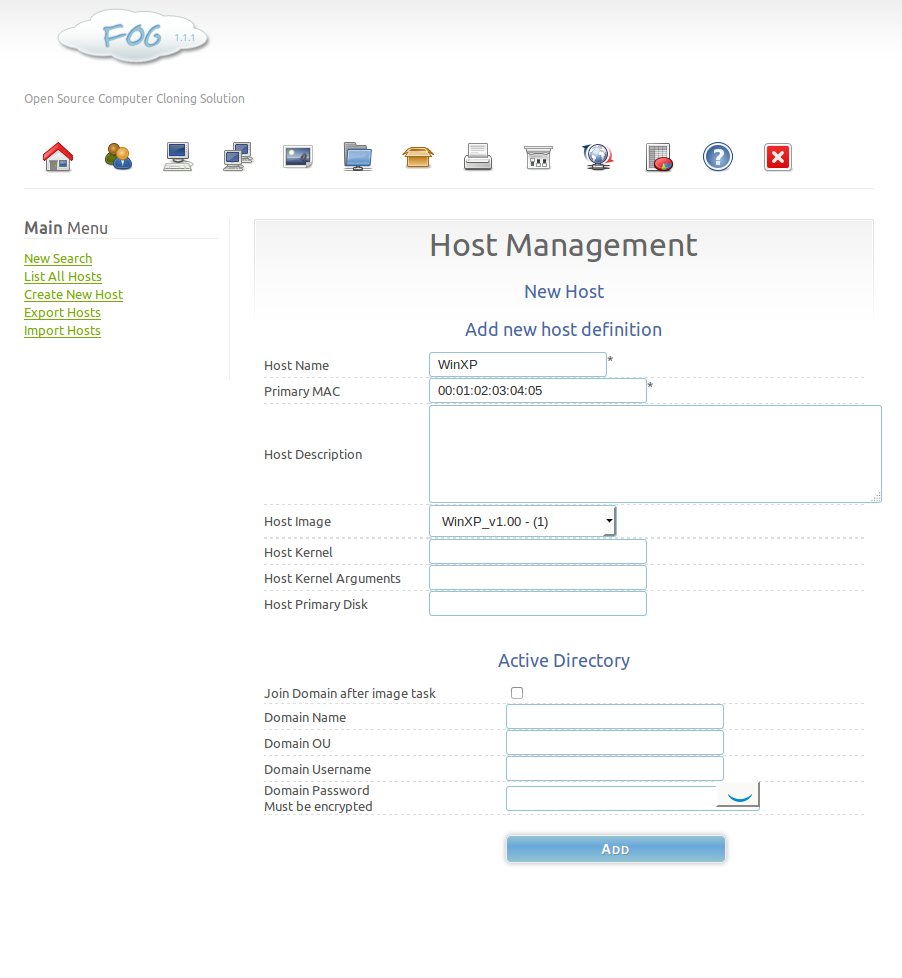 FOG 1.1.1
Open Source Computer Cloning Solution
Main Menu
New Search
List All Hosts
Create New Host
Export Hosts
Import Hosts
Host Management
New Host
Add new host definition
Host Name WinXP *
Primary MAC 00:01:02:03:04:05 *
Host Description
Host Image WinXP_v1.00 - (1)
Host Kernel
Host Kernel Arguments
Host Primary Disk
Active Directory
Join Domain after image task
Domain Name
Domain OU
Domain Username
Domain Password
Must be encrypted
ADD